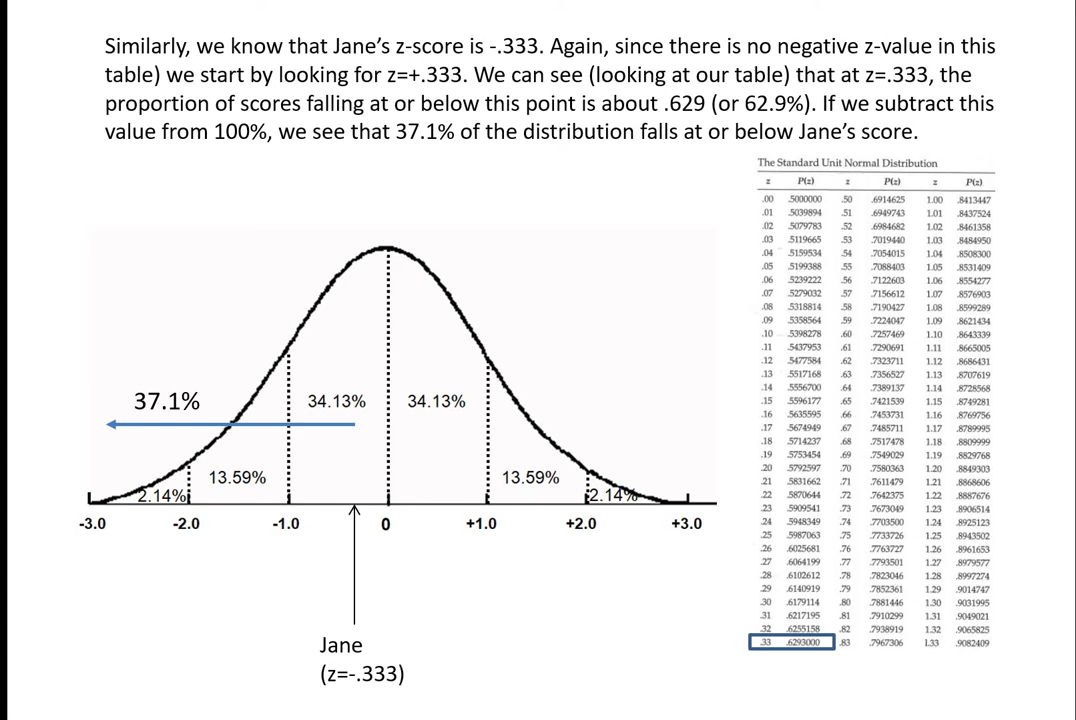 Similarly, we know that Jane's z-score is -.333. Again, since there is no negative z-value in this
table) we start by looking for z=+.333. We can see (looking at our table) that at z=.333, the
proportion of scores falling at or below this point is about .629 (or 62.9%). If we subtract this
value from 100%, we see that 37.1% of the distribution falls at or below Jane's score.
The Standard Unit Normal Distribution
z P(z) z P(z) z P(z)
.00 .5000000 .50 .6914625 1.00 .8413447
.01 .5039894 .51 .6949743 1.01 .8437524
.02 .5079783 .52 .6984682 1.02 .8461358
.03 .5119665 .53 .7019440 1.03 .8484950
.04 .5159534 .54 .7054015 1.04 .8508300
.05 .5199388 .55 .7088403 1.05 .8531409
.06 .5239222 .56 .7122603 1.06 .8554277
.07 .5279032 .57 .7156612 1.07 .8576903
.08 .5318814 .58 .7190427 1.08 .8599289
.09 .5358564 .59 .7224047 1.09 .8621434
.10 .5398278 .60 .7257469 1.10 .8643339
.11 .5437953 .61 .7290691 1.11 .8665005
.12 .5477584 .62 .7323711 1.12 .8686431
.13 .5517168 .63 .7356527 1.13 .8707619
.14 .5556700 .64 .7389137 1.14 .8728568
.15 .5596177 .65 .7421539 1.15 .8749281
.16 .5635595 .66 .7453731 1.16 .8769756
.17 .5674949 .67 .7485711 1.17 .8789995
.18 .5714237 .68 .7517478 1.18 .8809999
.19 .5753454 .69 .7549029 1.19 .8829768
.20 .5792597 .70 .7580363 1.20 .8849303
.21 .5831662 .71 .7611479 1.21 .8868606
.22 .5870644 .72 .7642375 1.22 .8887676
.23 .5909541 .73 .7673049 1.23 .8906514
.24 .5948349 .74 .7703500 1.24 .8925123
.25 .5987063 .75 .7733726 1.25 .8943502
.26 .6025681 .76 .7763727 1.26 .8961653
.27 .6064199 .77 .7793501 1.27 .8979577
.28 .6102612 .78 .7823046 1.28 .8997274
.29 .6140919 .79 .7852361 1.29 .9014747
.30 .6179114 .80 .7881446 1.30 .9031995
.31 .6217195 .81 .7910299 1.31 .9049021
.32 .6255158 .82 .7938919 1.32 .9065825
.33 .6293000 .83 .7967306 1.33 .9082409
37.1% 34.13% 34.13%
13.59% 13.59%
2.14% 2.14%
-3.0 -2.0 -1.0 0 +1.0 +2.0 +3.0
Jane
(z=-.333)